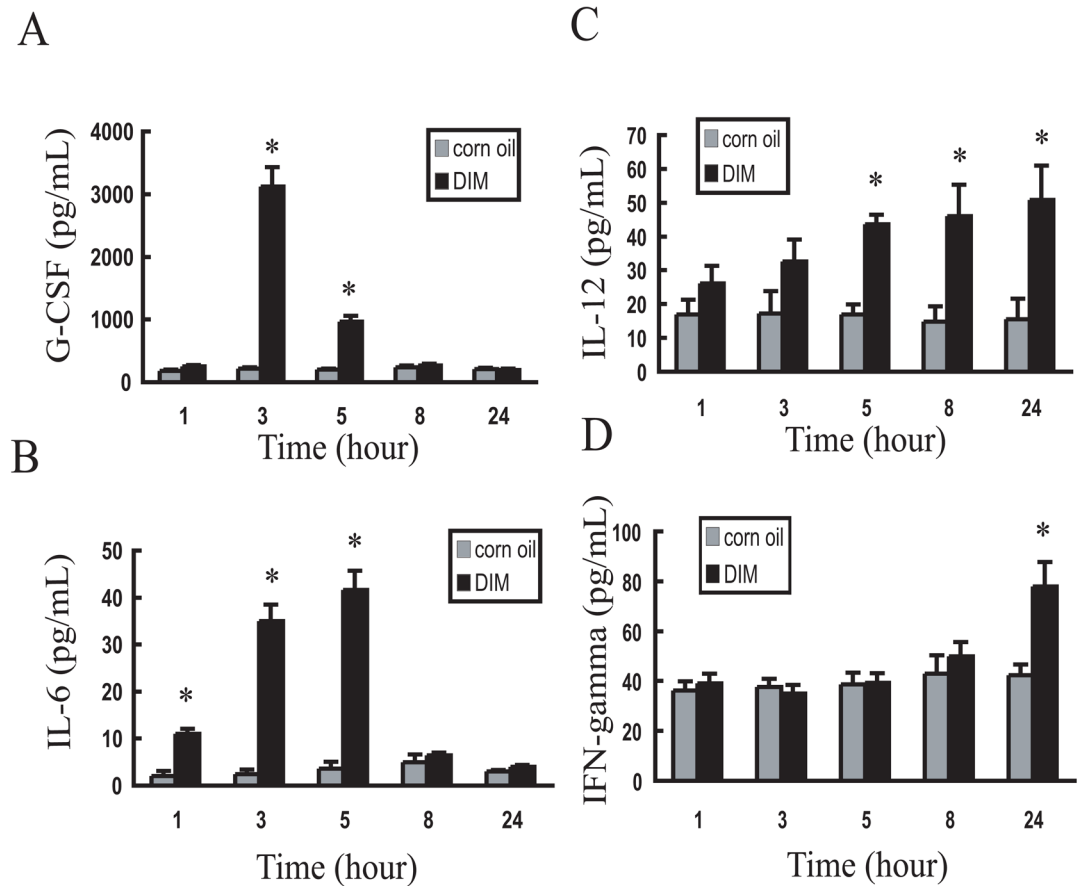 A
G-CSF (pg/mL)
4000
3000
2000
1000
0
corn oil
DIM
*
*
1 3 5 8 24
Time (hour)
B
IL-6 (pg/mL)
50
40
30
20
10
0
corn oil
DIM
*
*
*
1 3 5 8 24
Time (hour)
C
IL-12 (pg/mL)
70
60
50
40
30
20
10
0
corn oil
DIM
*
*
*
1 3 5 8 24
Time (hour)
D
IFN-gamma (pg/mL)
100
80
60
40
20
0
corn oil
DIM
*
1 3 5 8 24
Time (hour)